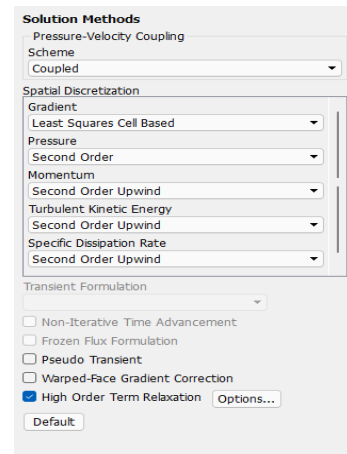 Solution Methods
Pressure-Velocity Coupling
Scheme
Coupled
Spatial Discretization
Gradient
Least Squares Cell Based
Pressure
Second Order
Momentum
Second Order Upwind
Turbulent Kinetic Energy
Second Order Upwind
Specific Dissipation Rate
Second Order Upwind
Transient Formulation
Non-Iterative Time Advancement
Frozen Flux Formulation
Pseudo Transient
Warped-Face Gradient Correction
High Order Term Relaxation Options...
Default